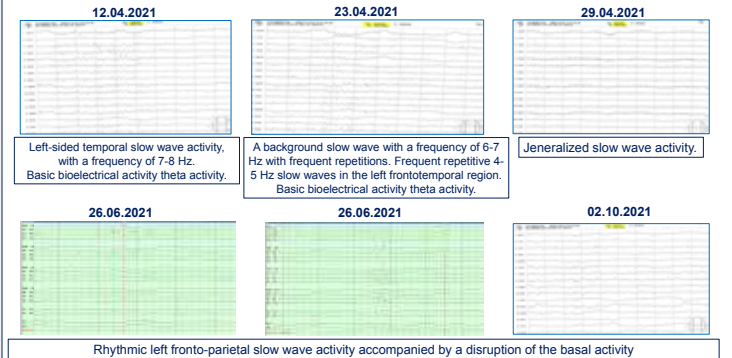 12.04.2021
23.04.2021
29.04.2021
Left-sided temporal slow wave activity,
with a frequency of 7-8 Hz.
Basic bioelectrical activity theta activity.
A background slow wave with a frequency of 6-7
Hz with frequent repetitions. Frequent repetitive 4-
5 Hz slow waves in the left frontotemporal region.
Basic bioelectrical activity theta activity.
Jeneralized slow wave activity.
26.06.2021
26.06.2021
02.10.2021
Rhythmic left fronto-parietal slow wave activity accompanied by a disruption of the basal activity